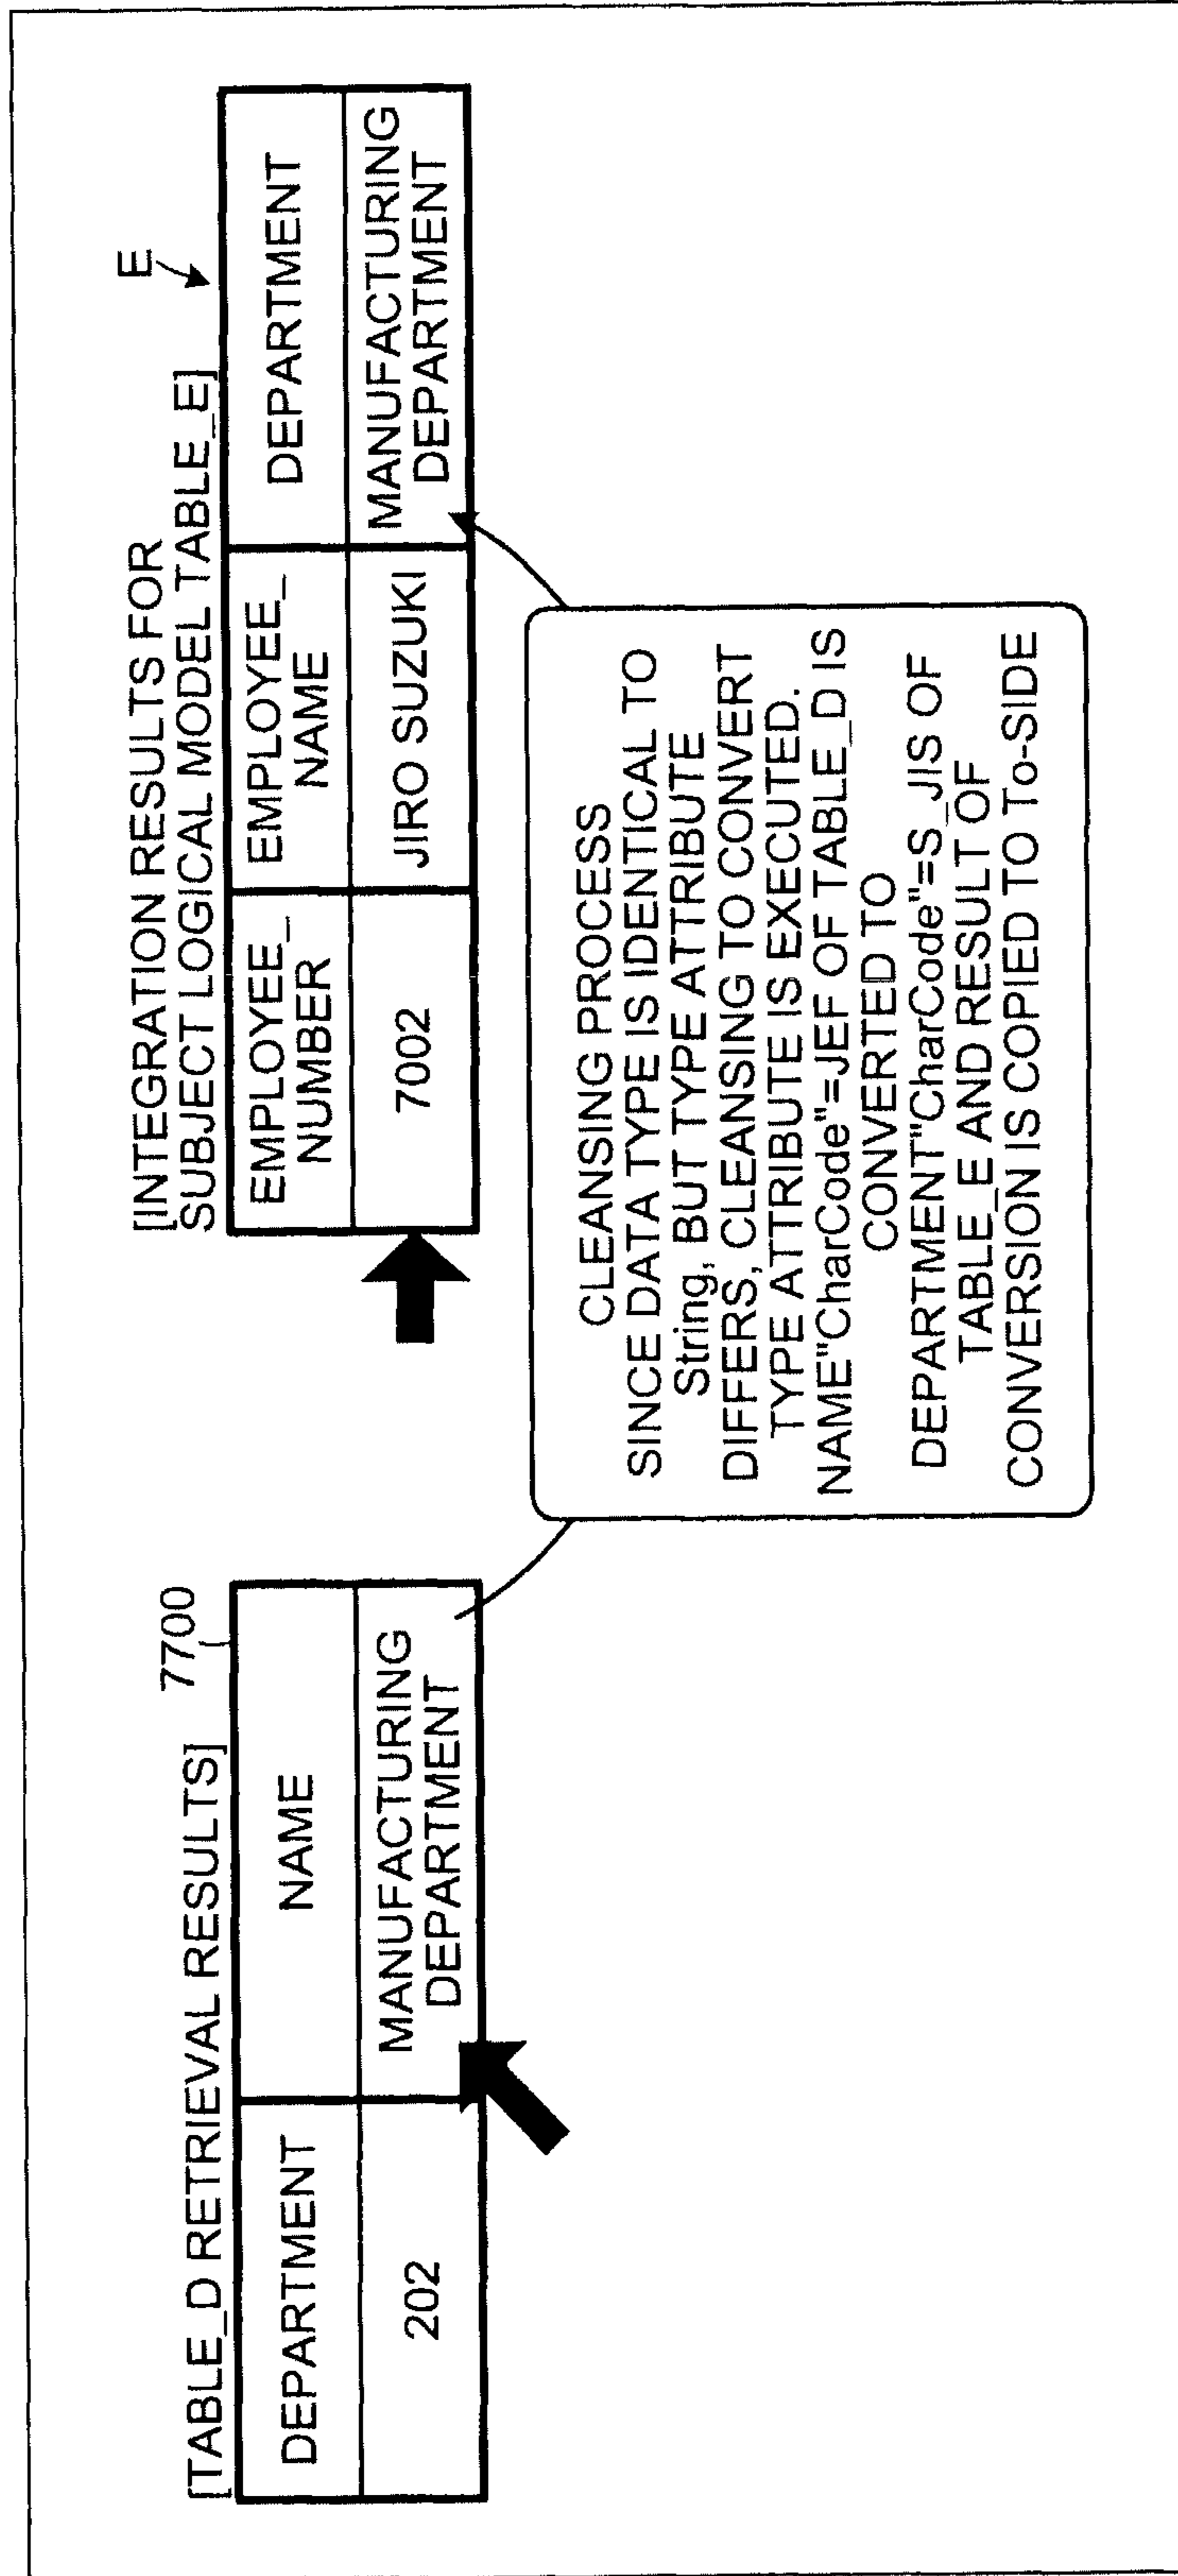 [TABLE_D RETRIEVAL RESULTS]
7700
DEPARTMENT
NAME
202
MANUFACTURING
DEPARTMENT
[INTEGRATION RESULTS FOR
SUBJECT LOGICAL MODEL TABLE_E]
E
EMPLOYEE_
NUMBER
EMPLOYEE_
NAME
DEPARTMENT
7002
JIRO SUZUKI
MANUFACTURING
DEPARTMENT
CLEANSING PROCESS
SINCE DATA TYPE IS IDENTICAL TO
String, BUT TYPE ATTRIBUTE
DIFFERS, CLEANSING TO CONVERT
TYPE ATTRIBUTE IS EXECUTED.
NAME"CharCode"=JEF OF TABLE_D IS
CONVERTED TO
DEPARTMENT"CharCode"=S_JIS OF
TABLE_E AND RESULT OF
CONVERSION IS COPIED TO To-SIDE